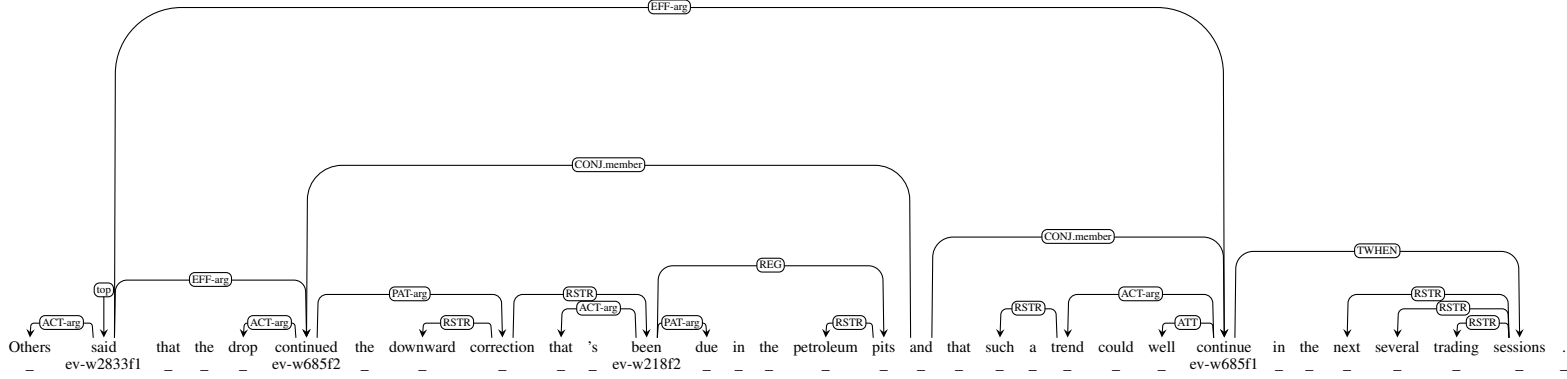 EFF-arg
CONJ.member
CONJ.member
TWHEN
REG
EFF-arg
top PAT-arg RSTR RSTR
ACT-arg RSTR RSTR
ACT-arg ACT-arg RSTR PAT-arg RSTR ACT-arg ATT RSTR
Others said that the drop continued the downward correction that 's been due in the petroleum pits and that such a trend could well continue in the next several trading sessions .
_ ev-w2833f1 _ _ _ ev-w685f2 _ _ _ _ _ ev-w218f2 _ _ _ _ _ _ _ _ _ _ _ _ ev-w685f1 _ _ _ _ _ _ _